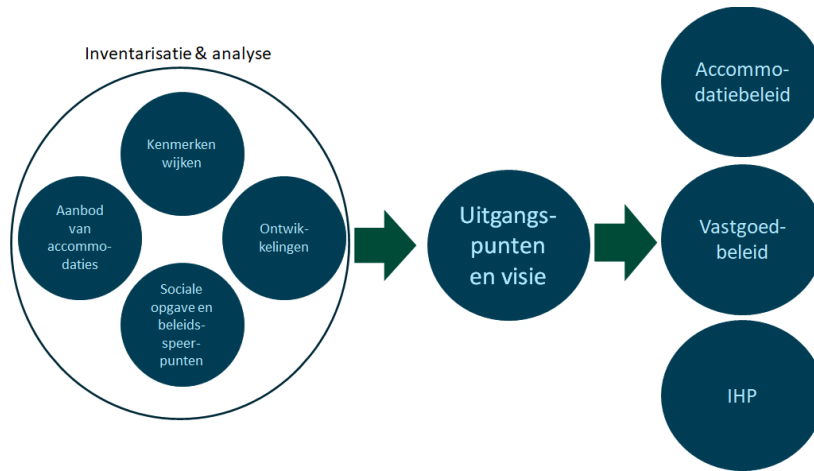 Inventarisatie & analyse
Kenmerken
wijken
Aanbod
van
accommo-
daties
Ontwik-
kelingen
Sociale
opgave en
beleids-
speer-
punten
Uitgangs-
punten
en visie
Accommo-
datiebeleid
Vastgoed-
beleid
IHP